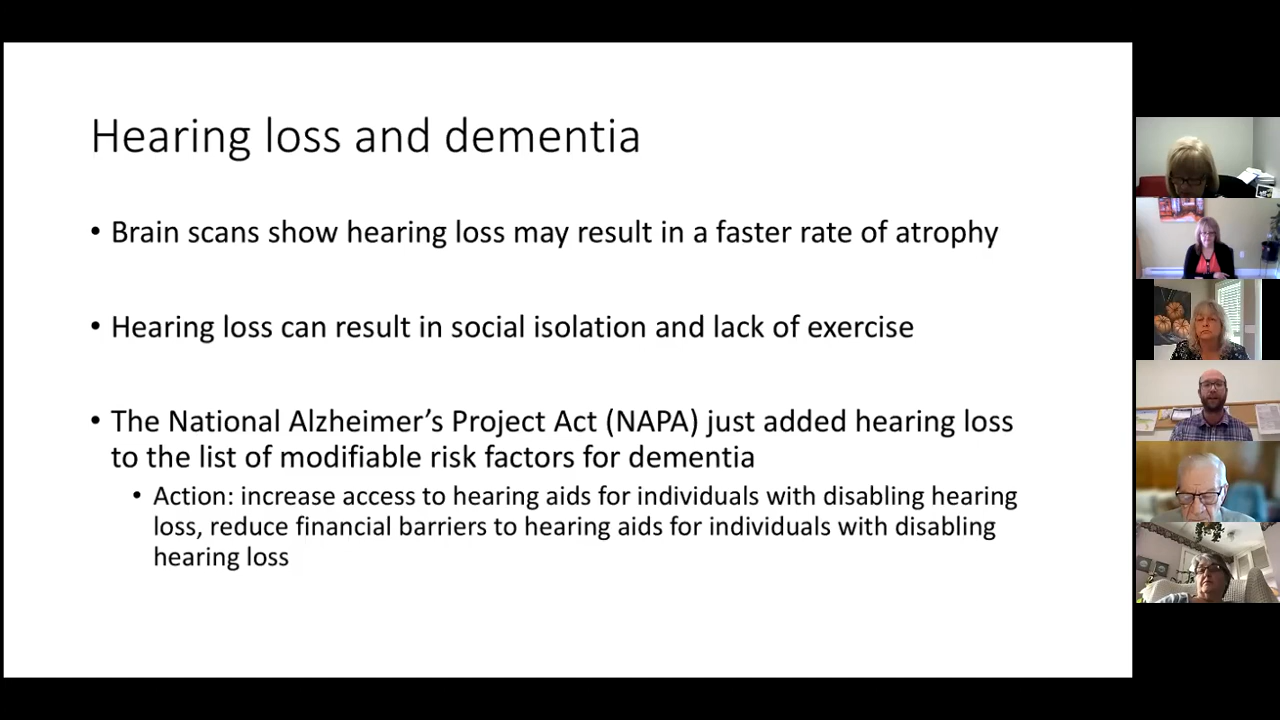 Hearing loss and dementia
• Brain scans show hearing loss may result in a faster rate of atrophy
• Hearing loss can result in social isolation and lack of exercise
• The National Alzheimer’s Project Act (NAPA) just added hearing loss
to the list of modifiable risk factors for dementia
• Action: increase access to hearing aids for individuals with disabling hearing
loss, reduce financial barriers to hearing aids for individuals with disabling
hearing loss